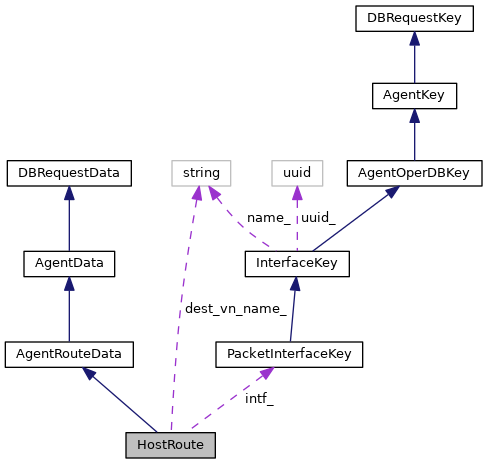 DBRequestKey
AgentKey
DBRequestData
string
uuid
AgentOperDBKey
name_
uuid_
AgentData
InterfaceKey
dest_vn_name_
AgentRouteData
PacketInterfaceKey
intf_
HostRoute